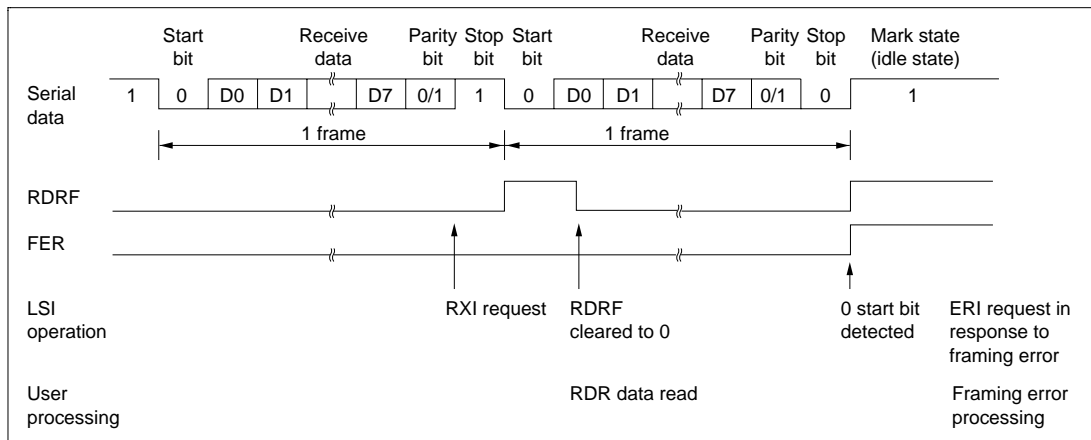 Start bit
Receive data
Parity bit
Stop bit
Start bit
Receive data
Parity bit
Stop bit
Mark state (idle state)
Serial data
1 0 D0 D1 D7 0/1 1 0 D0 D1 D7 0/1 0 1
1 frame 1 frame
RDRF
FER
LSI operation
RXI request
RDRF cleared to 0
0 start bit detected
ERI request in response to framing error
User processing
RDR data read
Framing error processing